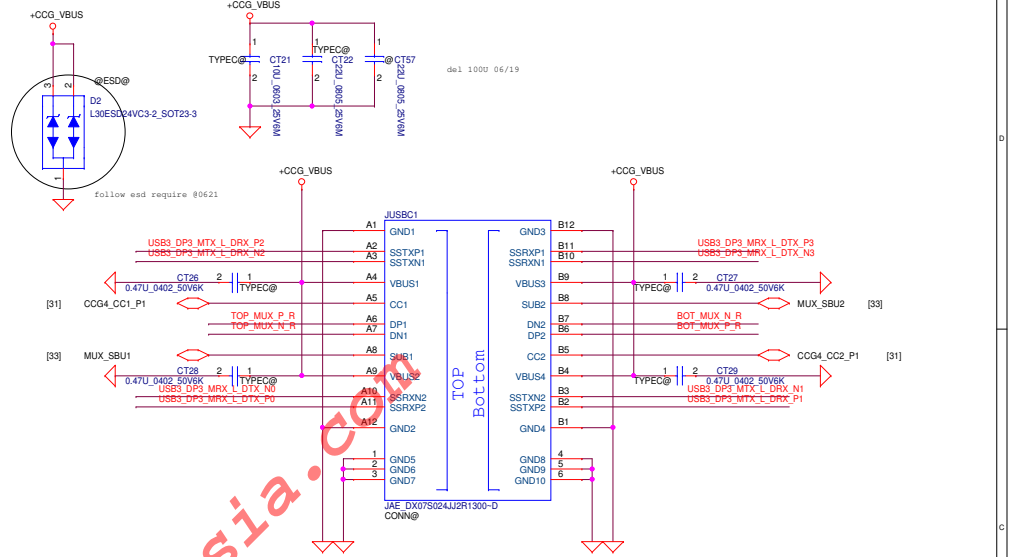 +CCG_VBUS
+CCG_VBUS
1 1 1
TYPEC@ CT21 TYPEC@ CT22 @ CT57
2 2 2
10U_0603_25V6M
22U_0805_25V6M
22U_0805_25V6M
del 100U 06/19
@ESD@
3 2
D2
L30ESD24VC3-2_SOT23-3
1
follow esd require @0621
D
+CCG_VBUS
+CCG_VBUS
JUSBC1
A1 GND1 GND3 B12
USB3_DP3_MTX_L_DRX_P2 A2 SSTXP1 SSRXP1 B11 USB3_DP3_MRX_L_DTX_P3
USB3_DP3_MTX_L_DRX_N2 A3 SSTXN1 SSRXN1 B10 USB3_DP3_MRX_L_DTX_N3
CT26 2 1 A4 VBUS1 VBUS3 B9 1 2 CT27
0.47U_0402_50V6K TYPEC@ TYPEC@ 0.47U_0402_50V6K
[31] CCG4_CC1_P1 A5 CC1 SUB2 B8 MUX_SBU2 [33]
TOP_MUX_P_R A6 DP1 DN2 B7 BOT_MUX_N_R
TOP_MUX_N_R A7 DN1 DP2 B6 BOT_MUX_P_R
[33] MUX_SBU1 A8 SUB1 CC2 B5 CCG4_CC2_P1 [31]
CT28 2 1 A9 VBUS2 VBUS4 B4 1 2 CT29
0.47U_0402_50V6K TYPEC@ TYPEC@ 0.47U_0402_50V6K
USB3_DP3_MRX_L_DTX_N0 A10 SSRXN2 SSTXN2 B3 USB3_DP3_MTX_L_DRX_N1
USB3_DP3_MRX_L_DTX_P0 A11 SSRXP2 SSTXP2 B2 USB3_DP3_MTX_L_DRX_P1
A12 GND2 GND4 B1
1 GND5 GND8 4
2 GND6 GND9 5
3 GND7 GND10 6
TOP
Bottom
JAE_DX07S024JJ2R1300~D
CONN@
C
sia.com